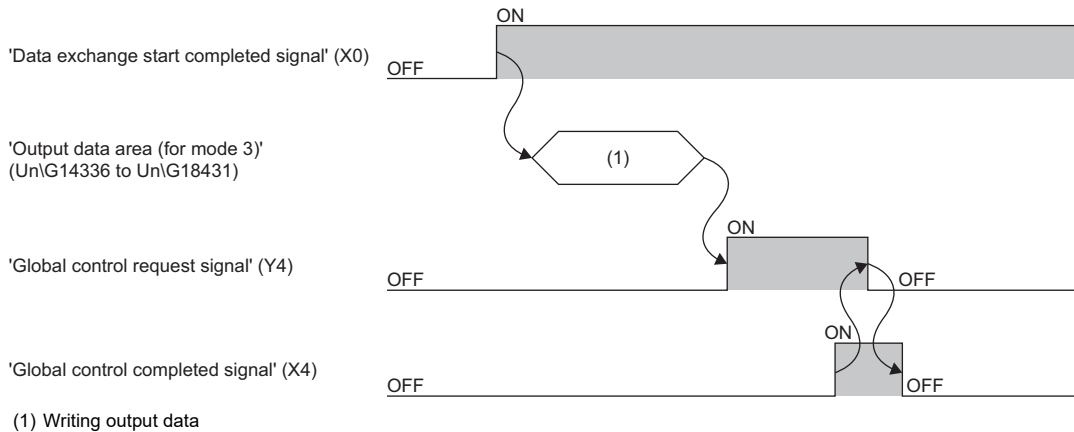 ON
'Data exchange start completed signal' (X0)
OFF
'Output data area (for mode 3)'
(Un\G14336 to Un\G18431)
(1)
ON
'Global control request signal' (Y4)
OFF
OFF
ON
'Global control completed signal' (X4)
OFF
OFF
(1) Writing output data